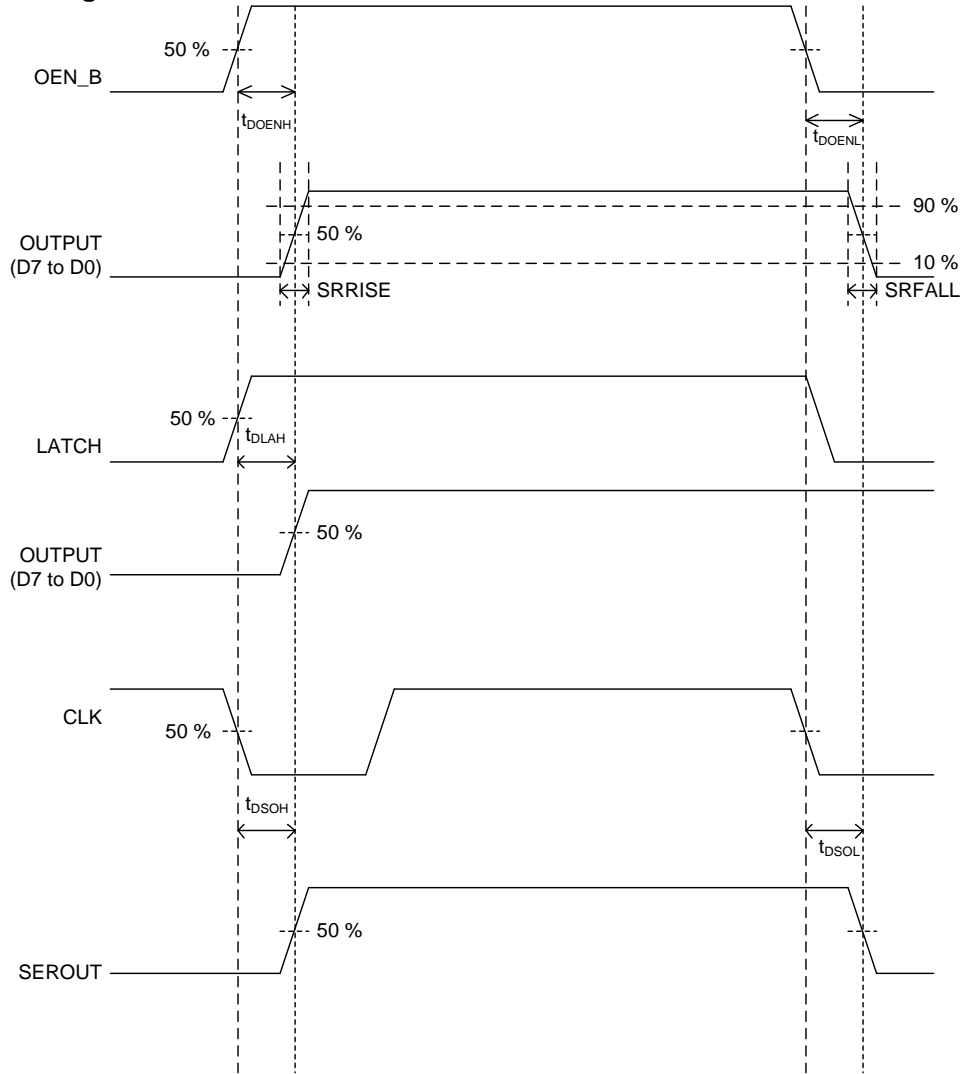 50 %
OEN_B
tDOENH
tDOENL
90 %
50 %
OUTPUT
(D7 to D0)
10 %
SRRISE
SRFALL
50 %
tDLAH
LATCH
50 %
OUTPUT
(D7 to D0)
CLK
50 %
tDSOH
tDSOL
50 %
SEROUT